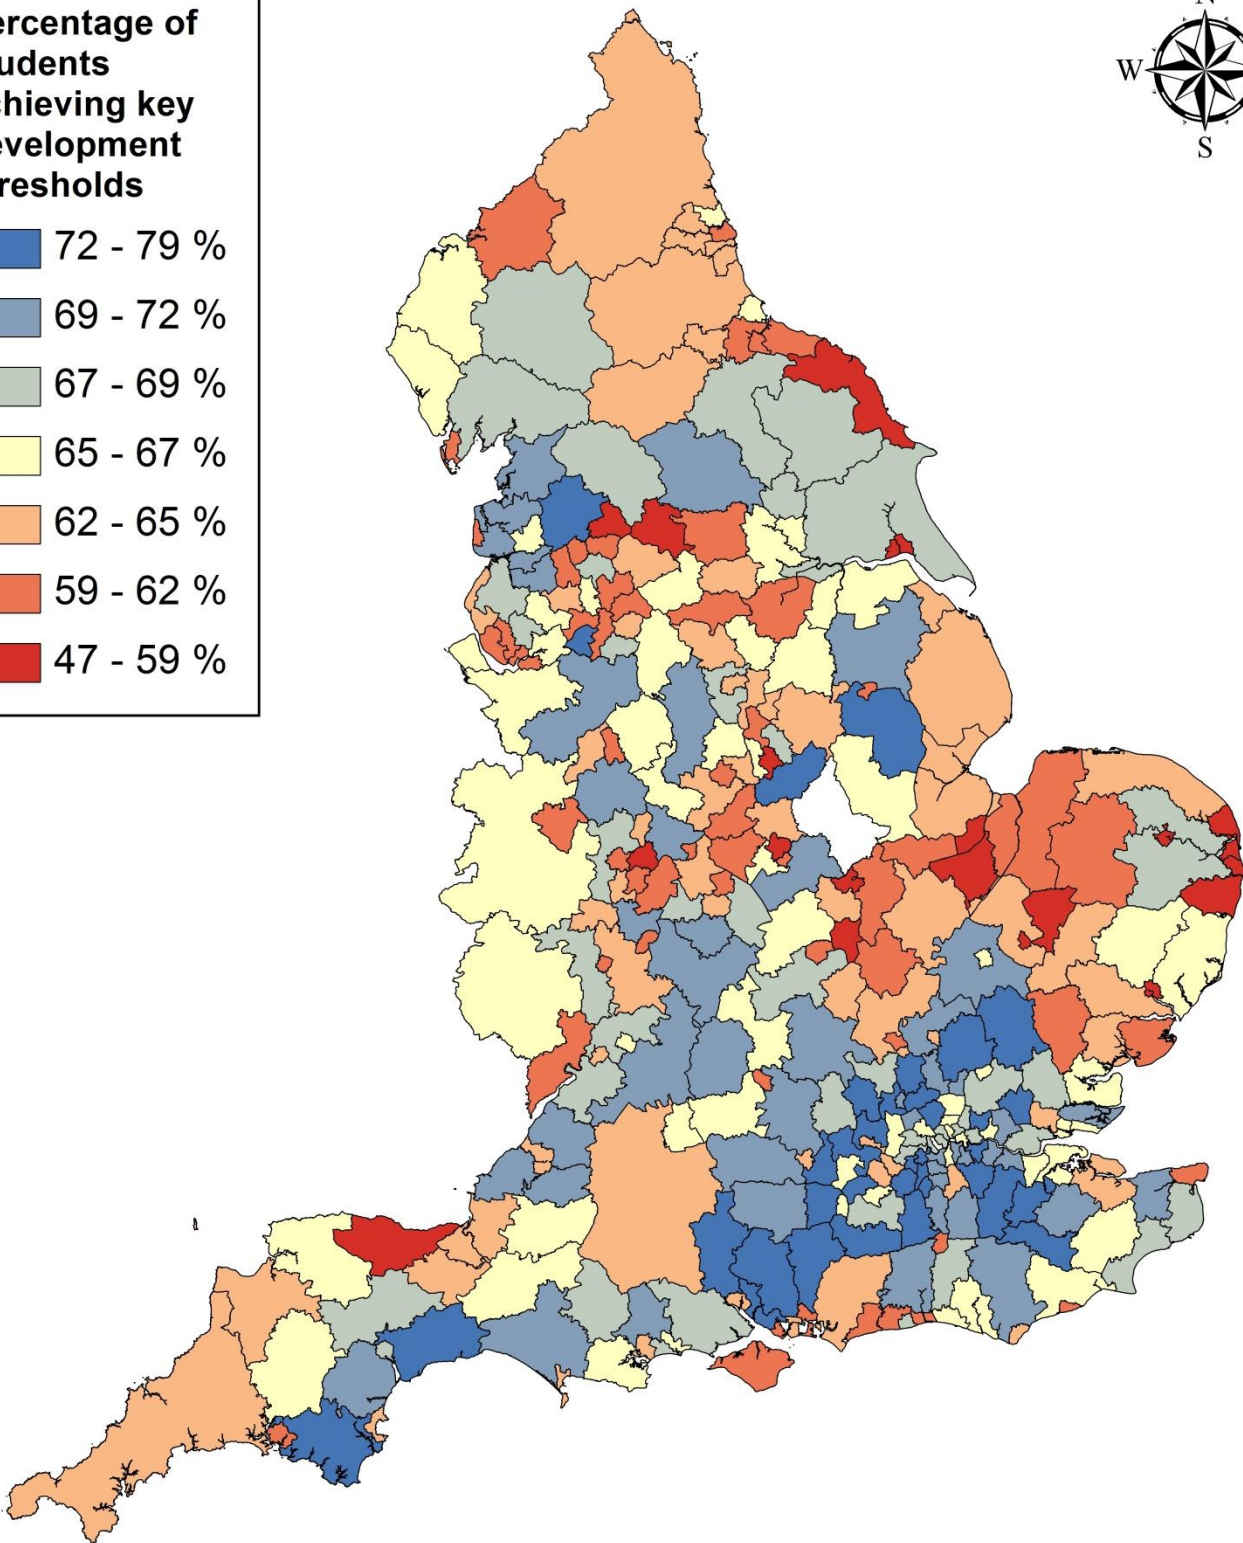 ercentage of
udents
chieving key
evelopment
resholds
72 - 79 %
69 - 72 %
67 - 69 %
65 - 67 %
62 - 65 %
59 - 62 %
47 - 59 %
N
W
S